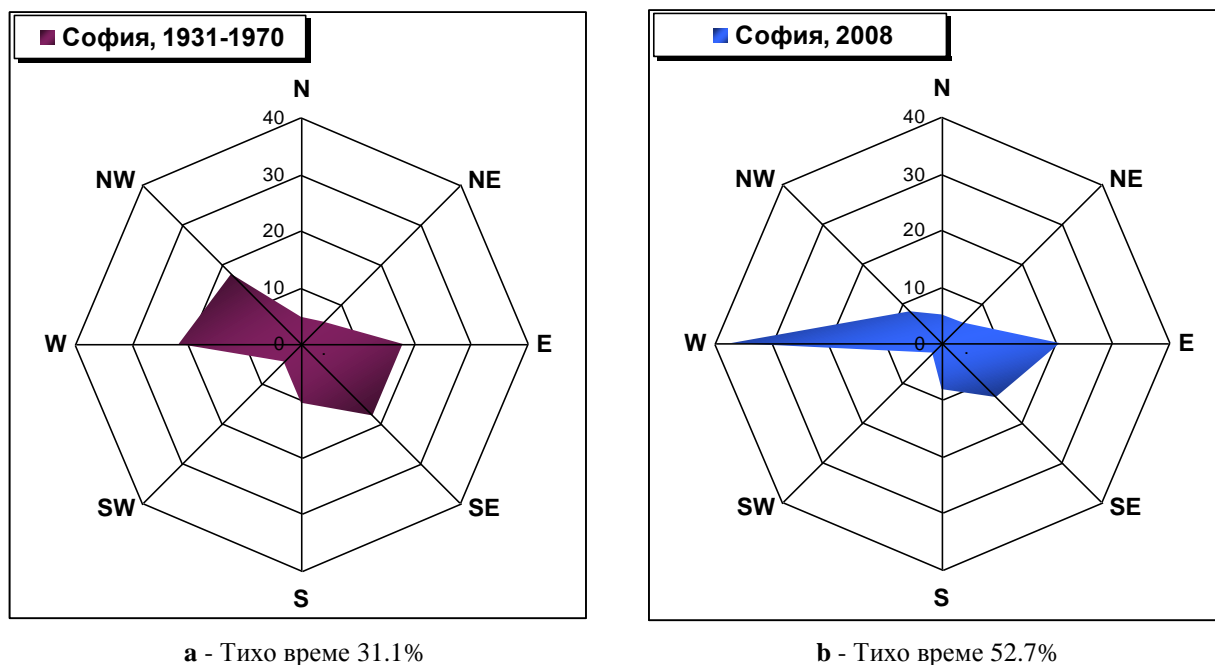 София, 1931-1970
N
40
30
20
10
0
NW
NE
W
E
SW
SE
S
a - Тихо време 31.1%
София, 2008
N
40
30
20
10
0
NW
NE
W
E
SW
SE
S
b - Тихо време 52.7%